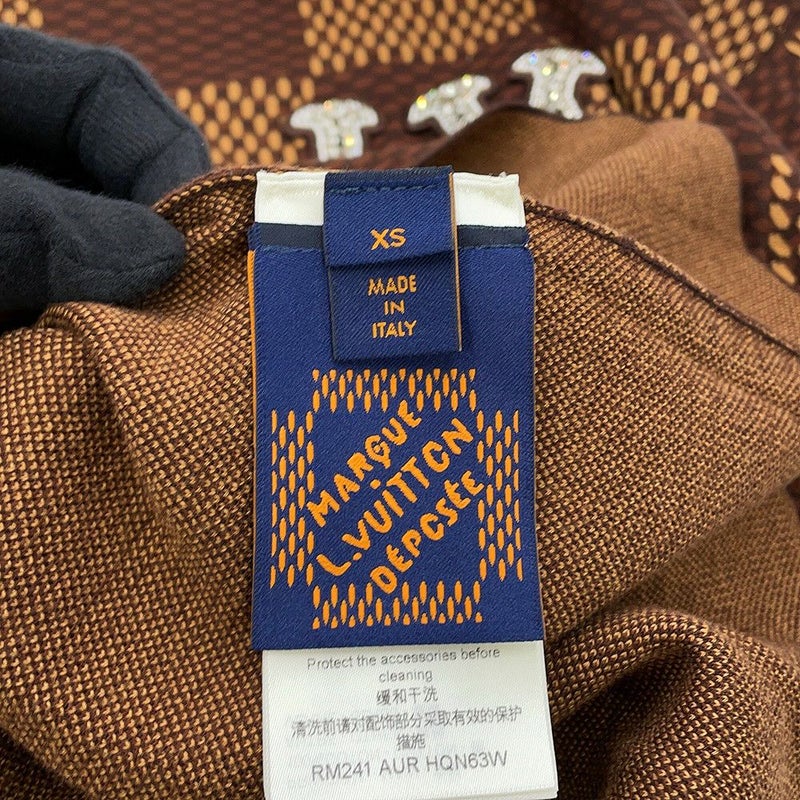 XS
MADE
IN
ITALY
MARQUE
L.VUITTON
DÉPOSÉE
Protect the accessories before
cleaning
缓和干洗
清洗前请对配饰部分采取有效的保护
措施
RM241 AUR HQN63W